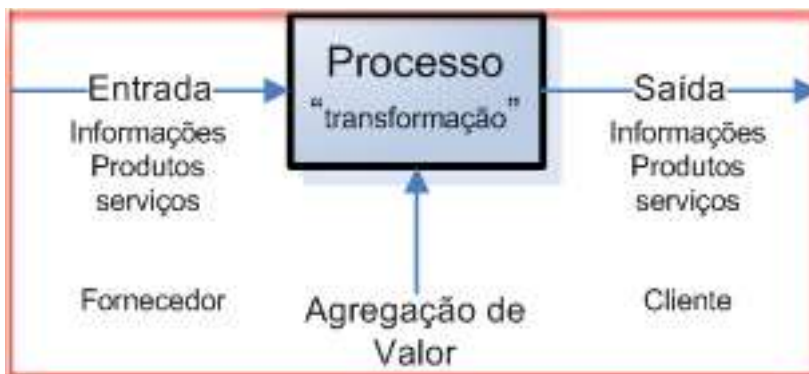 Processo
“transformação”
Entrada
Informações
Produtos
serviços
Saída
Informações
Produtos
serviços
Fornecedor
Agregação de
Valor
Cliente